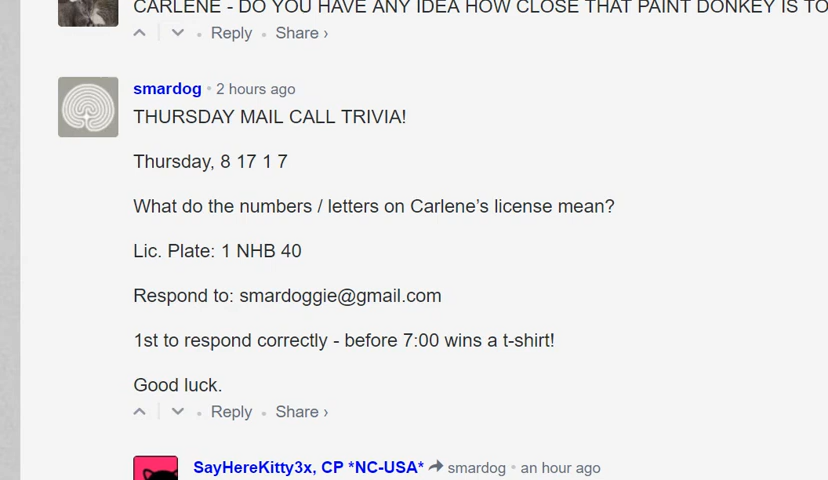 CARLENE - DO YOU HAVE ANY IDEA HOW CLOSE THAT PAINT DONKEY IS TO
• Reply • Share ›
smardog • 2 hours ago
THURSDAY MAIL CALL TRIVIA!
Thursday, 8 17 1 7
What do the numbers / letters on Carlene’s license mean?
Lic. Plate: 1 NHB 40
Respond to: smardoggie@gmail.com
1st to respond correctly - before 7:00 wins a t-shirt!
Good luck.
• Reply • Share ›
SayHereKitty3x, CP *NC-USA* smardog • an hour ago